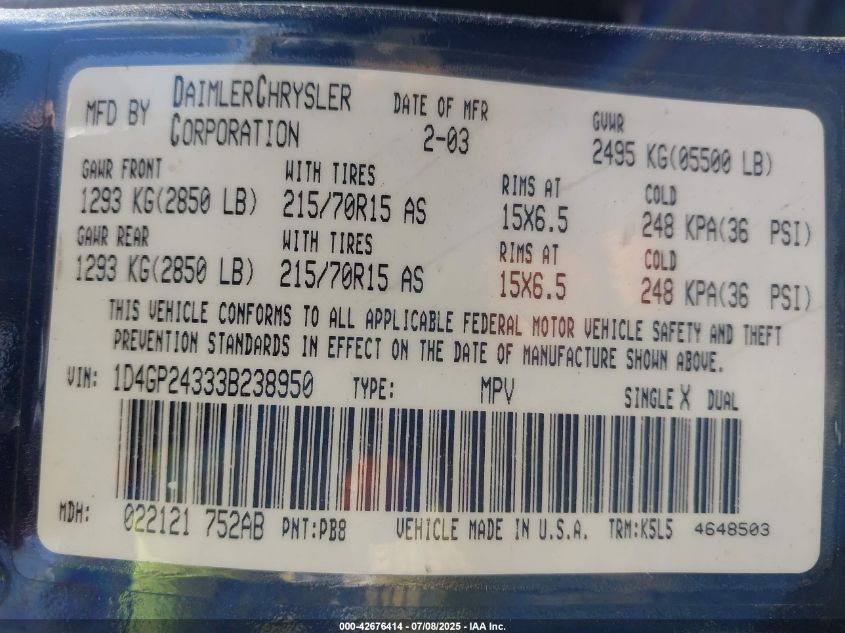 MFD BY DAIMLERCHRYSLER CORPORATION DATE OF MFR 2-03 GVWR 2495 KG(05500 LB)
GAWR FRONT WITH TIRES RIMS AT COLD
1293 KG(2850 LB) 215/70R15 AS 15X6.5 248 KPA(36 PSI)
GAWR REAR WITH TIRES RIMS AT COLD
1293 KG(2850 LB) 215/70R15 AS 15X6.5 248 KPA(36 PSI)
THIS VEHICLE CONFORMS TO ALL APPLICABLE FEDERAL MOTOR VEHICLE SAFETY AND THEFT
PREVENTION STANDARDS IN EFFECT ON THE DATE OF MANUFACTURE SHOWN ABOVE.
VIN: 1D4GP24333B238950 TYPE: MPV SINGLE X DUAL
MDH: 022121 752AB PNT:PB8 VEHICLE MADE IN U.S.A. TRM:K5L5 4648503
000-42676414 - 07/08/2025 - IAA Inc.